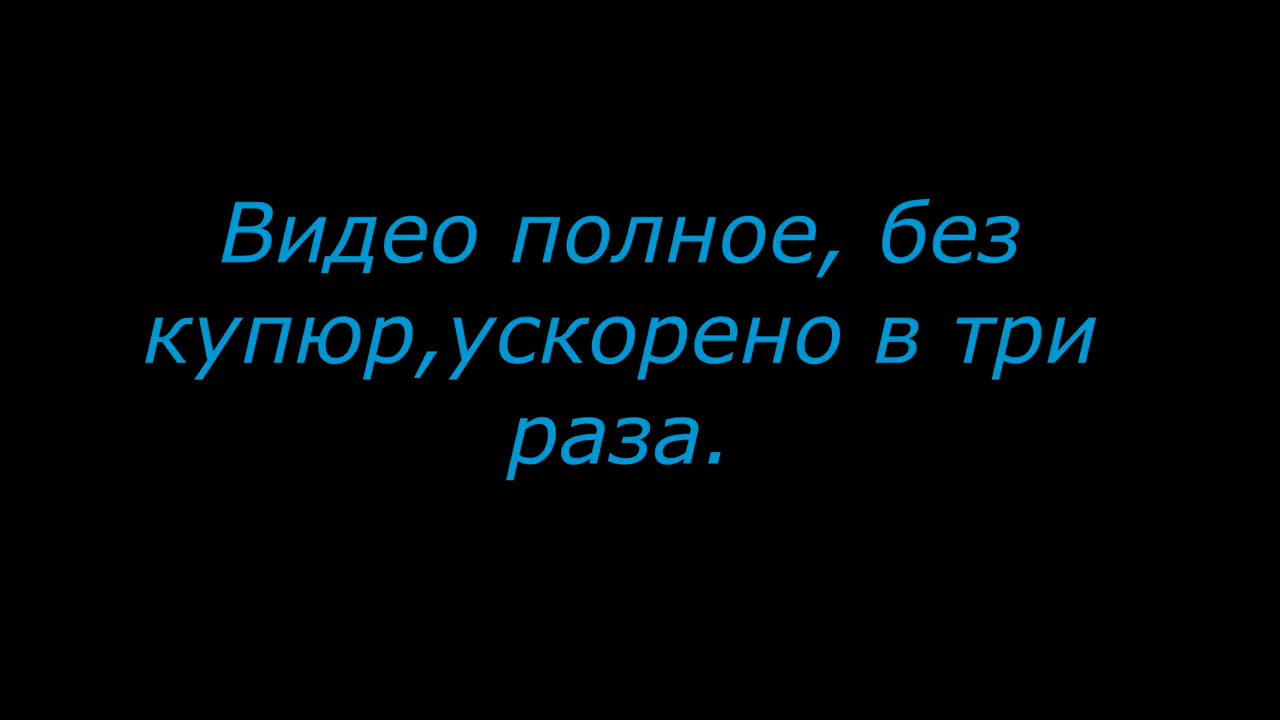 Видео полное, без
купюр,ускорено в три
раза.